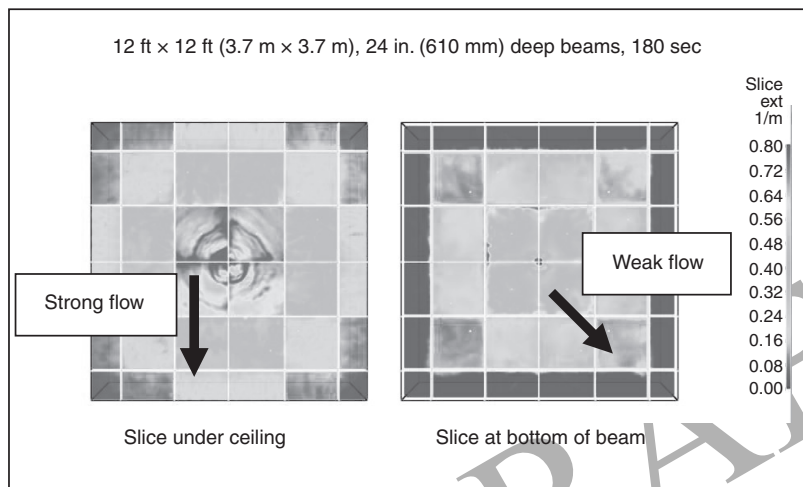 12 ft × 12 ft (3.7 m × 3.7 m), 24 in. (610 mm) deep beams, 180 sec
Slice
ext
1/m
0.80
0.72
0.64
0.56
0.48
0.40
0.32
0.24
0.16
0.08
0.00
Strong flow
Weak flow
Slice under ceiling
Slice at bottom of beam